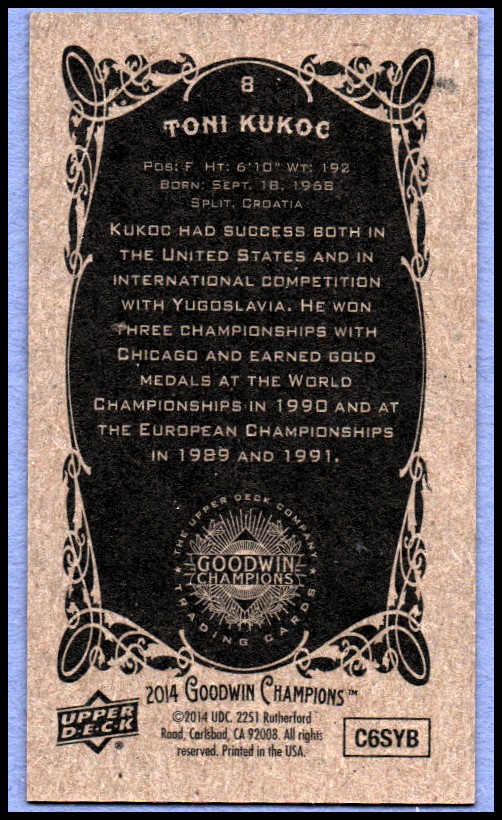 8
TONI KUKOC
POS: F HT: 6'10" WT: 192
BORN: SEPT. 18, 1968
SPLIT, CROATIA
KUKOC HAD SUCCESS BOTH IN
THE UNITED STATES AND IN
INTERNATIONAL COMPETITION
WITH YUGOSLAVIA. HE WON
THREE CHAMPIONSHIPS WITH
CHICAGO AND EARNED GOLD
MEDALS AT THE WORLD
CHAMPIONSHIPS IN 1990 AND AT
THE EUROPEAN CHAMPIONSHIPS
IN 1989 AND 1991.
THE UPPER DECK COMPANY
GOODWIN
CHAMPIONS
TRADING CARDS
2014 GOODWIN CHAMPIONS™
UPPER
D·E·C·K®
©2014 UDC. 2251 Rutherford
Road, Carlsbad, CA 92008. All rights
reserved. Printed in the USA.
C6SYB